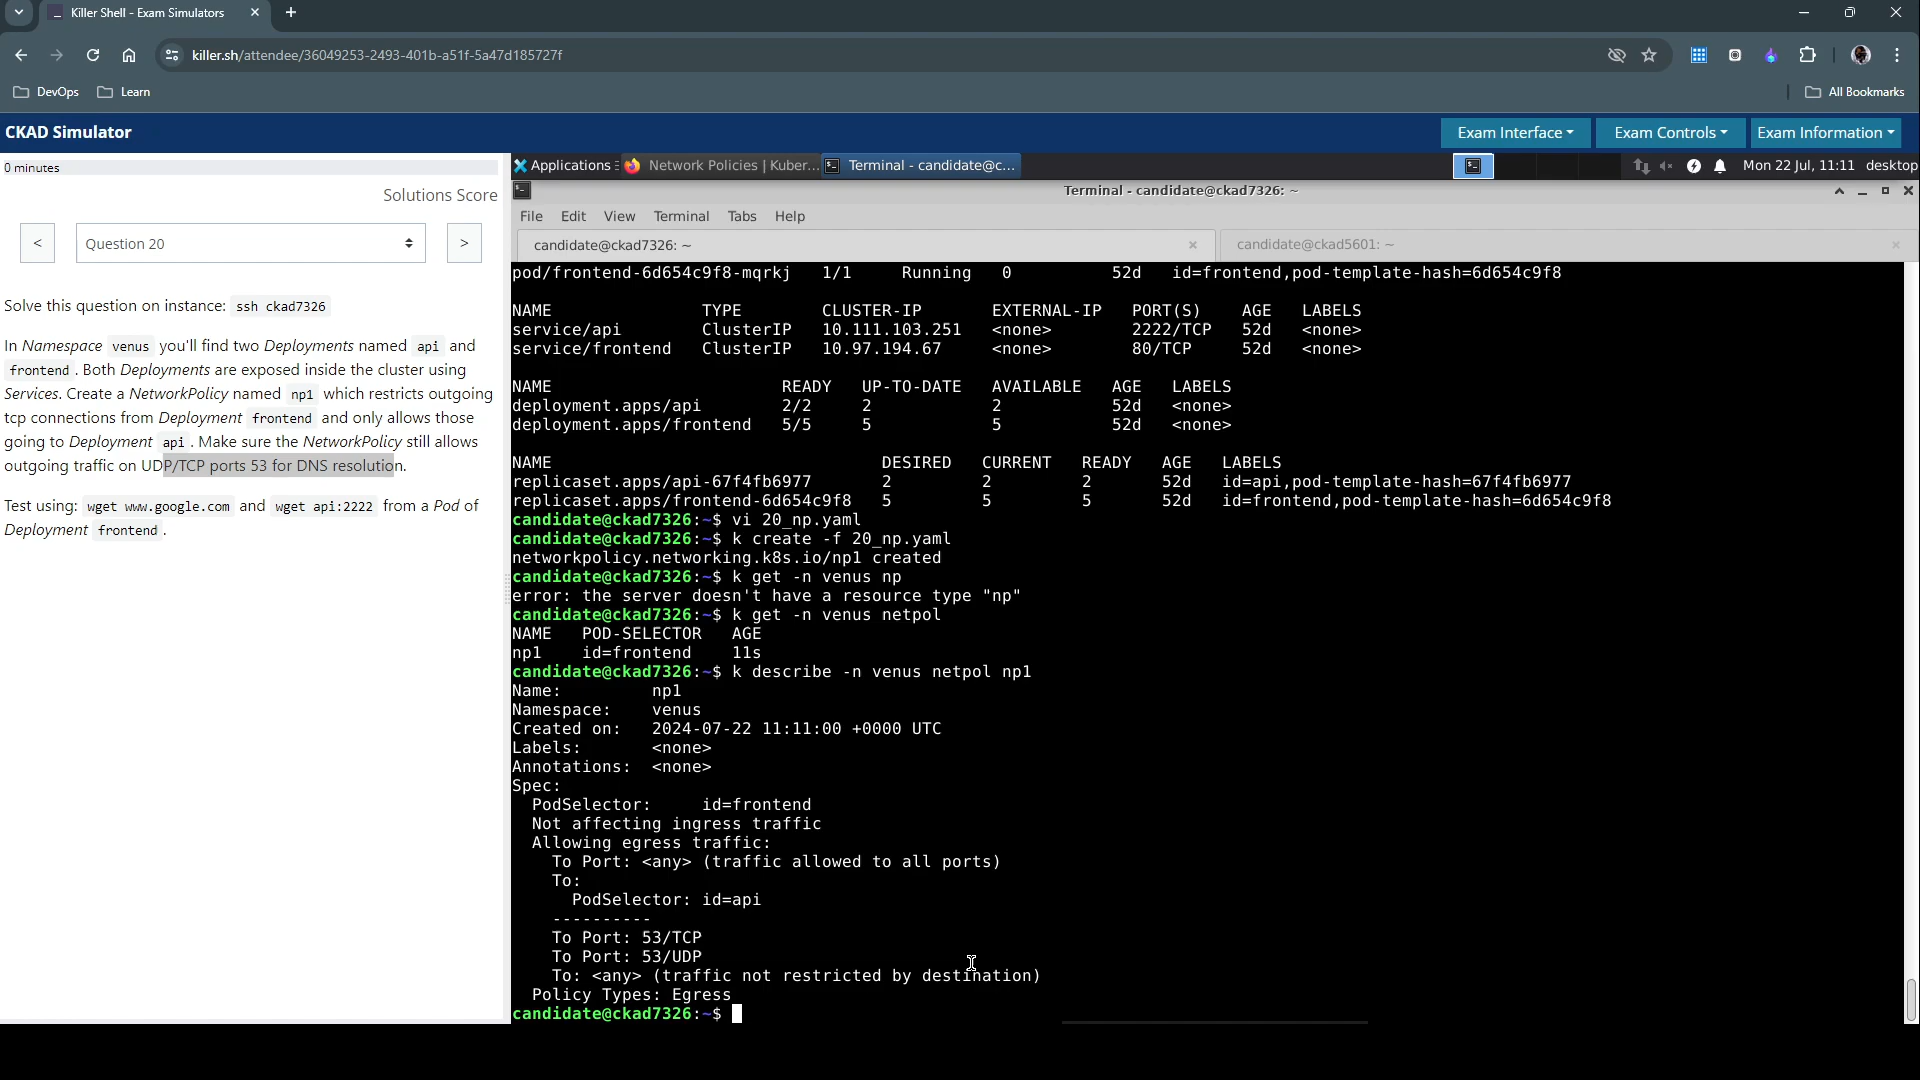 Killer Shell - Exam Simulators
killer.sh/attendee/36049253-2493-401b-a51f-5a47d185727f
DevOps Learn All Bookmarks
CKAD Simulator Exam Interface Exam Controls Exam Information
0 minutes
Solutions Score
< Question 20 >
Solve this question on instance: ssh ckad7326
In Namespace venus you'll find two Deployments named api and
frontend . Both Deployments are exposed inside the cluster using
Services. Create a NetworkPolicy named np1 which restricts outgoing
tcp connections from Deployment frontend and only allows those
going to Deployment api . Make sure the NetworkPolicy still allows
outgoing traffic on UDP/TCP ports 53 for DNS resolution.
Test using: wget www.google.com and wget api:2222 from a Pod of
Deployment frontend .
Applications Network Policies | Kuber... Terminal - candidate@c... Mon 22 Jul, 11:11 desktop
Terminal - candidate@ckad7326: ~
File Edit View Terminal Tabs Help
candidate@ckad7326: ~ candidate@ckad5601: ~
pod/frontend-6d654c9f8-mqrkj 1/1 Running 0 52d id=frontend,pod-template-hash=6d654c9f8
NAME TYPE CLUSTER-IP EXTERNAL-IP PORT(S) AGE LABELS
service/api ClusterIP 10.111.103.251 <none> 2222/TCP 52d <none>
service/frontend ClusterIP 10.97.194.67 <none> 80/TCP 52d <none>
NAME READY UP-TO-DATE AVAILABLE AGE LABELS
deployment.apps/api 2/2 2 2 52d <none>
deployment.apps/frontend 5/5 5 5 52d <none>
NAME DESIRED CURRENT READY AGE LABELS
replicaset.apps/api-67f4fb6977 2 2 2 52d id=api,pod-template-hash=67f4fb6977
replicaset.apps/frontend-6d654c9f8 5 5 5 52d id=frontend,pod-template-hash=6d654c9f8
candidate@ckad7326:~$ vi 20_np.yaml
candidate@ckad7326:~$ k create -f 20_np.yaml
networkpolicy.networking.k8s.io/np1 created
candidate@ckad7326:~$ k get -n venus np
error: the server doesn't have a resource type "np"
candidate@ckad7326:~$ k get -n venus netpol
NAME POD-SELECTOR AGE
np1 id=frontend 11s
candidate@ckad7326:~$ k describe -n venus netpol np1
Name: np1
Namespace: venus
Created on: 2024-07-22 11:11:00 +0000 UTC
Labels: <none>
Annotations: <none>
Spec:
PodSelector: id=frontend
Not affecting ingress traffic
Allowing egress traffic:
To Port: <any> (traffic allowed to all ports)
To:
PodSelector: id=api
----------
To Port: 53/TCP
To Port: 53/UDP
To: <any> (traffic not restricted by destination)
Policy Types: Egress
candidate@ckad7326:~$